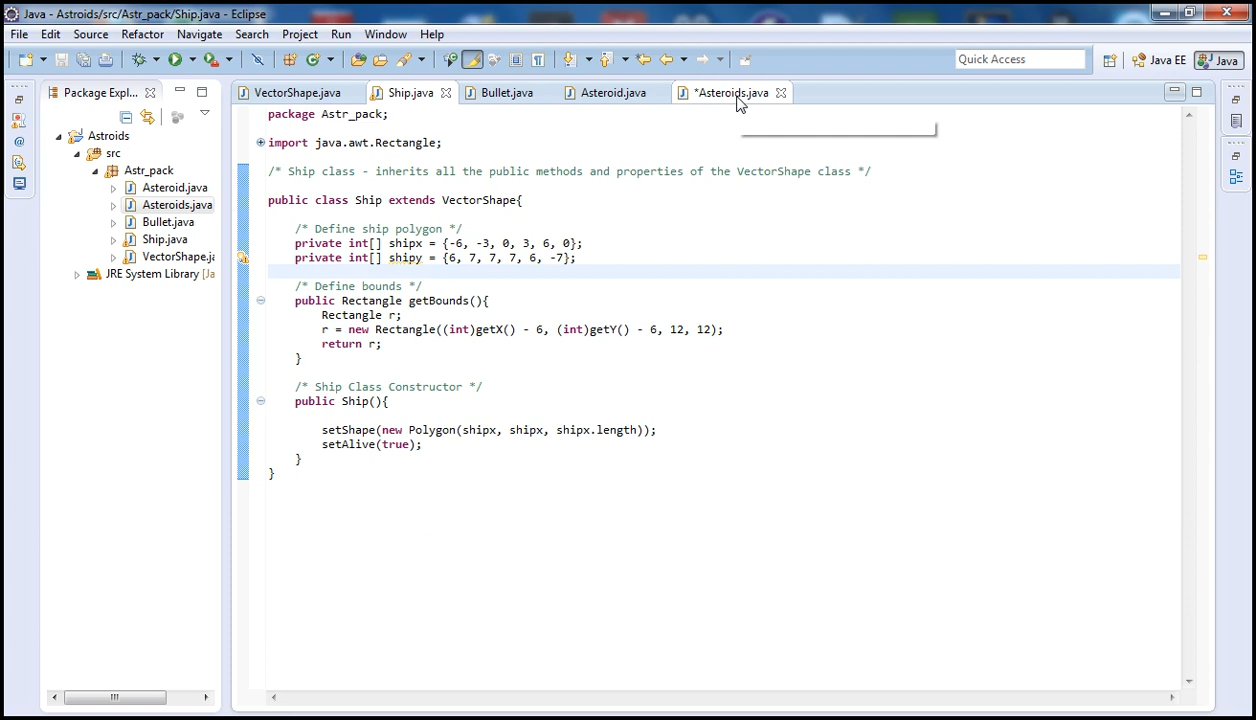 Java - Astroids/src/Astr_pack/Ship.java - Eclipse
File Edit Source Refactor Navigate Search Project Run Window Help
Quick Access
Java EE
Java
Package Expl...
VectorShape.java
Ship.java
Bullet.java
Asteroid.java
*Asteroids.java
Astroids
src
Astr_pack
Asteroid.java
Asteroids.java
Bullet.java
Ship.java
VectorShape.ja
JRE System Library [Ja
package Astr_pack;
import java.awt.Rectangle;
/* Ship class - inherits all the public methods and properties of the VectorShape class */
public class Ship extends VectorShape{
/* Define ship polygon */
private int[] shipx = {-6, -3, 0, 3, 6, 0};
private int[] shipy = {6, 7, 7, 7, 6, -7};
/* Define bounds */
public Rectangle getBounds(){
Rectangle r;
r = new Rectangle((int)getX() - 6, (int)getY() - 6, 12, 12);
return r;
}
/* Ship Class Constructor */
public Ship(){
setShape(new Polygon(shipx, shipx, shipx.length));
setAlive(true);
}
}